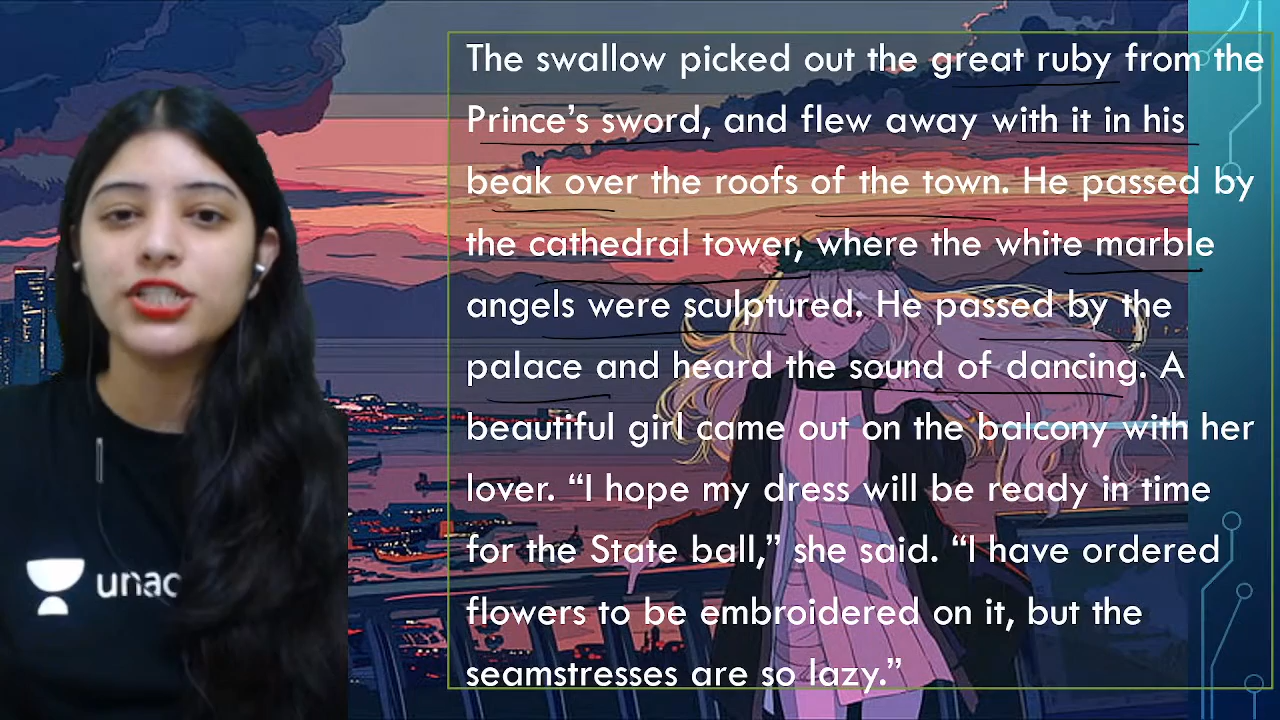 The swallow picked out the great ruby from the
Prince's sword, and flew away with it in his
beak over the roofs of the town. He passed by
the cathedral tower, where the white marble
angels were sculptured. He passed by the
palace and heard the sound of dancing. A
beautiful girl came out on the balcony with her
lover. “I hope my dress will be ready in time
for the State ball,” she said. “I have ordered
flowers to be embroidered on it, but the
seamstresses are so lazy.”
unac